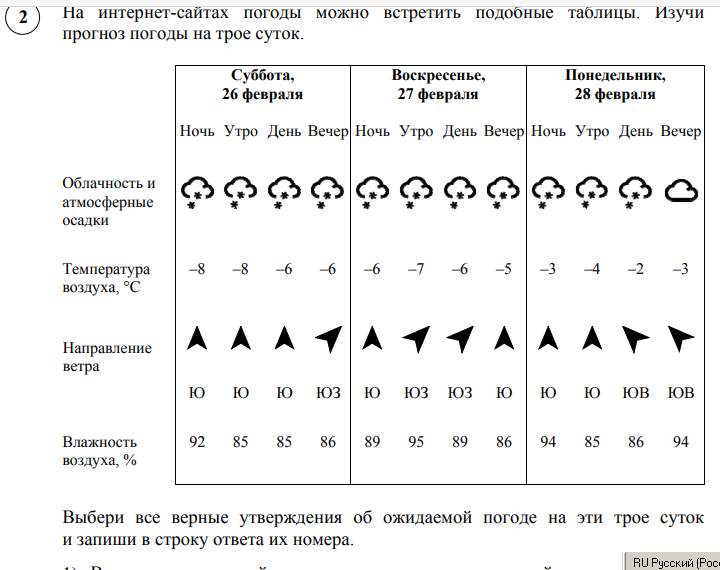 2
На интернет-сайтах погоды можно встретить подобные таблицы. Изучи
прогноз погоды на трое суток.
Суббота, Воскресенье, Понедельник,
26 февраля 27 февраля 28 февраля
Ночь Утро День Вечер Ночь Утро День Вечер Ночь Утро День Вечер
Облачность и
атмосферные
осадки
Температура
воздуха, °C
–8 –8 –6 –6 –6 –7 –6 –5 –3 –4 –2 –3
Направление
ветра
Ю Ю Ю ЮЗ Ю ЮЗ ЮЗ Ю Ю Ю ЮВ ЮВ
Влажность
воздуха, %
92 85 85 86 89 95 89 86 94 85 86 94
Выбери все верные утверждения об ожидаемой погоде на эти трое суток
и запиши в строку ответа их номера.
RU Русский (Рос